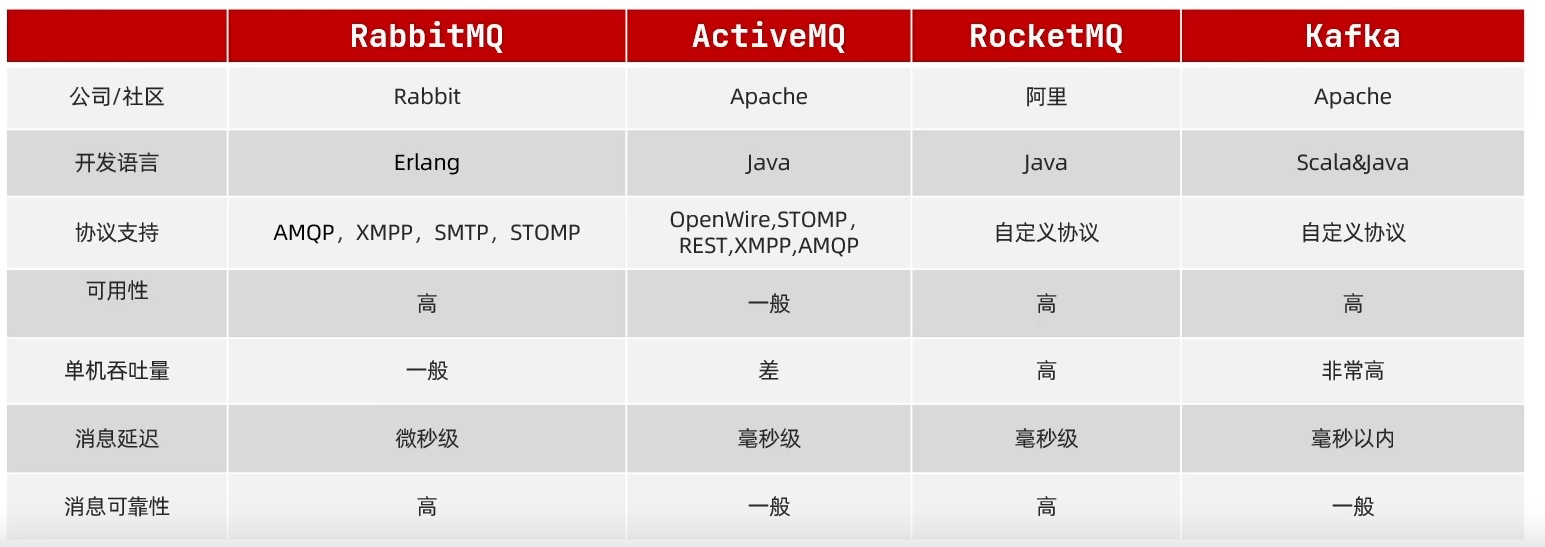 RabbitMQ ActiveMQ RocketMQ Kafka
公司/社区 Rabbit Apache 阿里 Apache
开发语言 Erlang Java Java Scala&Java
协议支持 AMQP，XMPP，SMTP，STOMP OpenWire,STOMP，
REST,XMPP,AMQP 自定义协议 自定义协议
可用性 高 一般 高 高
单机吞吐量 一般 差 高 非常高
消息延迟 微秒级 毫秒级 毫秒级 毫秒以内
消息可靠性 高 一般 高 一般